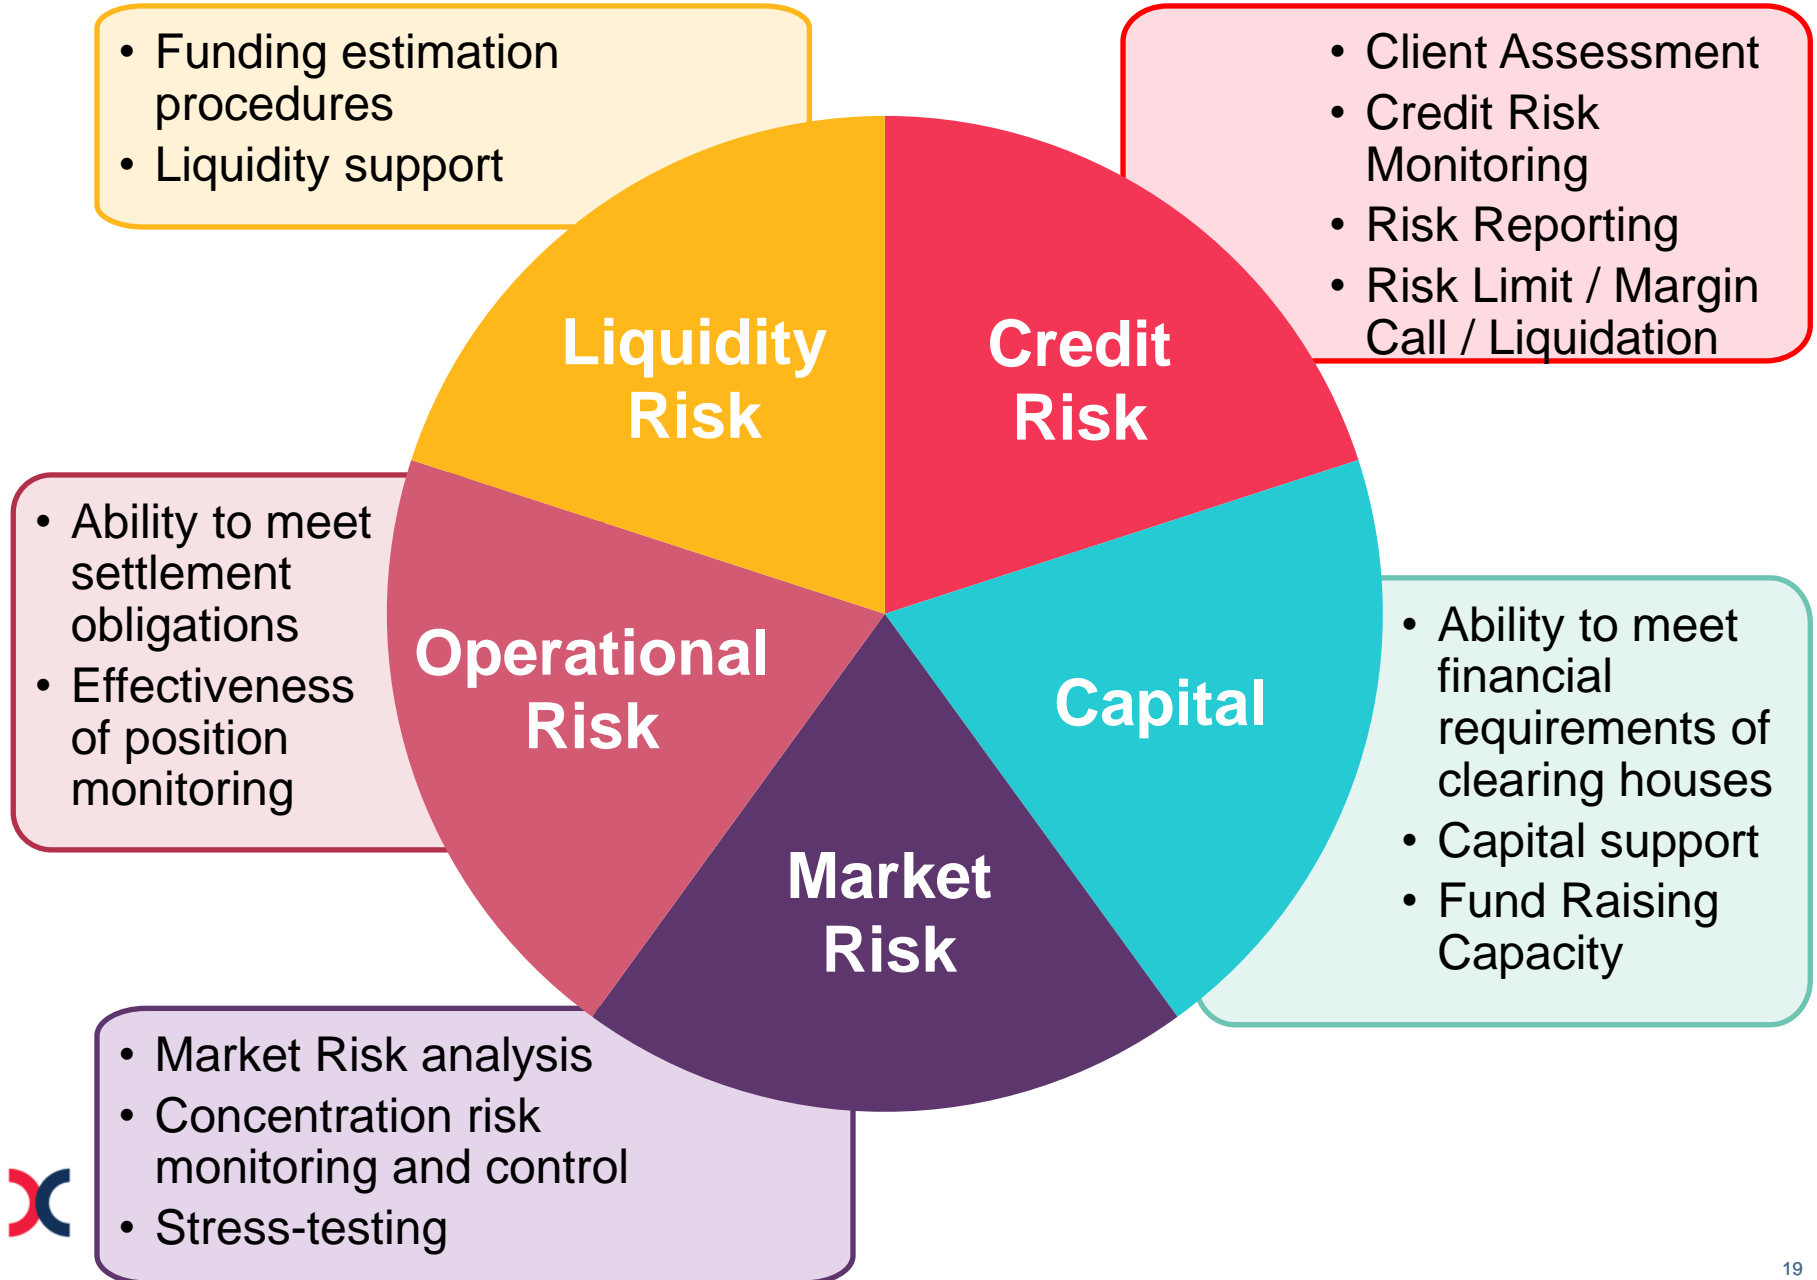 • Funding estimation
procedures
• Liquidity support
• Client Assessment
• Credit Risk
Monitoring
• Risk Reporting
• Risk Limit / Margin
Call / Liquidation
Liquidity
Risk
Credit
Risk
• Ability to meet
settlement
obligations
• Effectiveness
of position
monitoring
Operational
Risk
Capital
• Ability to meet
financial
requirements of
clearing houses
• Capital support
• Fund Raising
Capacity
Market
Risk
• Market Risk analysis
• Concentration risk
monitoring and control
• Stress-testing
19